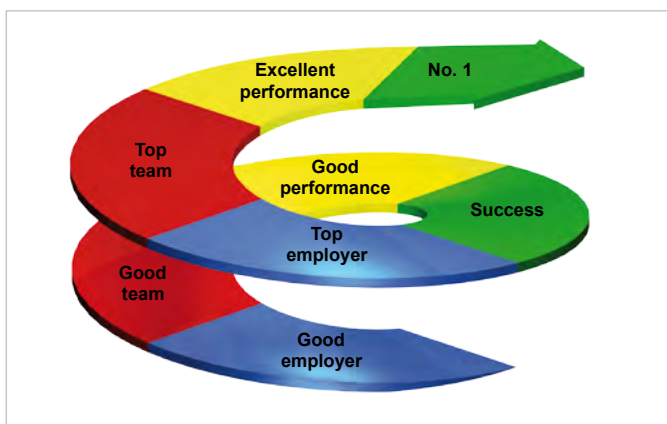 Excellent
performance
No. 1
Top
team
Good
performance
Success
Top
employer
Good
team
Good
employer